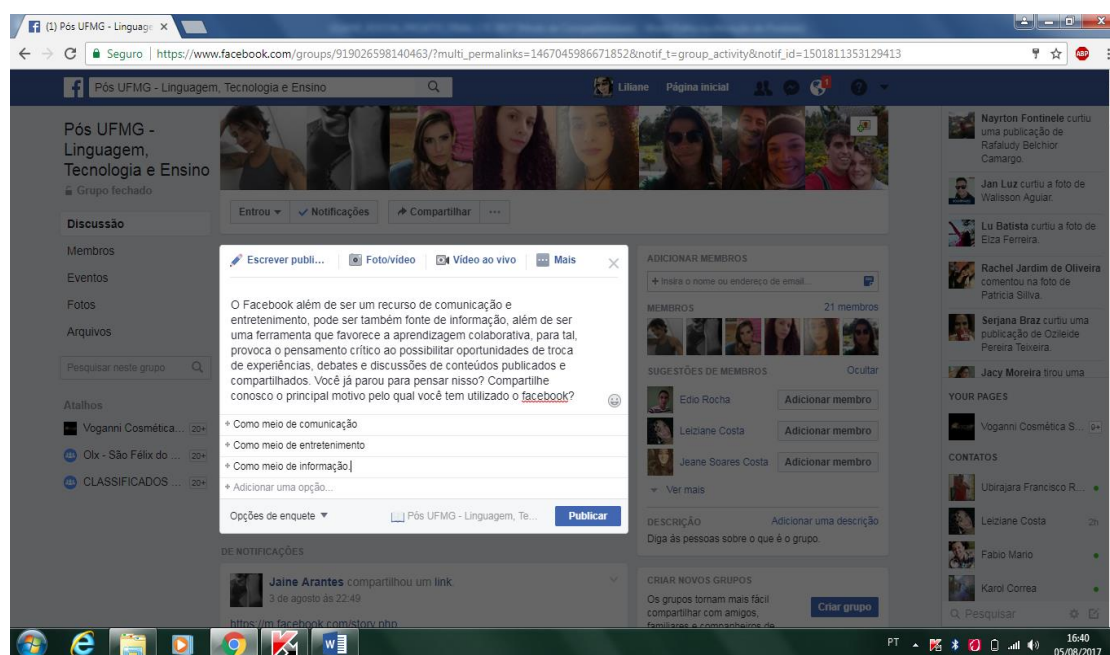 (1) Pós UFMG - Linguage
Seguro | https://www.facebook.com/groups/919026598140463/?multi_permalinks=1467045986671852&notif_t=group_activity&notif_id=1501811353129413
ABP
Pós UFMG - Linguagem, Tecnologia e Ensino
Liliane Página inicial
Pós UFMG -
Linguagem,
Tecnologia e Ensino
Grupo fechado
Discussão
Membros
Eventos
Fotos
Arquivos
Pesquisar neste grupo
Atalhos
Voganni Cosmética... 20+
Olx - São Félix do ... 20+
CLASSIFICADOS ... 20+
Entrou Notificações Compartilhar ...
Escrever publi... Foto/vídeo Vídeo ao vivo Mais
O Facebook além de ser um recurso de comunicação e
entretenimento, pode ser também fonte de informação, além de ser
uma ferramenta que favorece a aprendizagem colaborativa, para tal,
provoca o pensamento crítico ao possibilitar oportunidades de troca
de experiências, debates e discussões de conteúdos publicados e
compartilhados. Você já parou para pensar nisso? Compartilhe
conosco o principal motivo pelo qual você tem utilizado o facebook?
+ Como meio de comunicação
+ Como meio de entretenimento
+ Como meio de informação.
+ Adicionar uma opção...
Opções de enquete Pós UFMG - Linguagem, Te... Publicar
DE NOTIFICAÇÕES
Jaine Arantes compartilhou um link.
3 de agosto às 22:49
https://m.facebook.com/story.php
ADICIONAR MEMBROS
+ Insira o nome ou endereço de email...
MEMBROS 21 membros
SUGESTÕES DE MEMBROS Ocultar
Edio Rocha Adicionar membro
Leiziane Costa Adicionar membro
Jeane Soares Costa Adicionar membro
Ver mais
DESCRIÇÃO Adicionar uma descrição
Diga às pessoas sobre o que é o grupo.
CRIAR NOVOS GRUPOS
Os grupos tornam mais fácil
compartilhar com amigos,
familiares e companheiros de
Criar grupo
Nayrton Fontinele curtiu
uma publicação de
Rafaludy Belchior
Camargo.
Jan Luz curtiu a foto de
Walisson Aguiar.
Lu Batista curtiu a foto de
Eiza Ferreira.
Rachel Jardim de Oliveira
comentou na foto de
Patricia Sillva.
Serjana Braz curtiu uma
publicação de Ozileide
Pereira Teixeira.
Jacy Moreira tirou uma
YOUR PAGES
Voganni Cosmética S... 9+
CONTATOS
Ubirajara Francisco R...
Leiziane Costa 2h
Fabio Mario
Karol Correa
Pesquisar
PT
16:40
05/08/2017